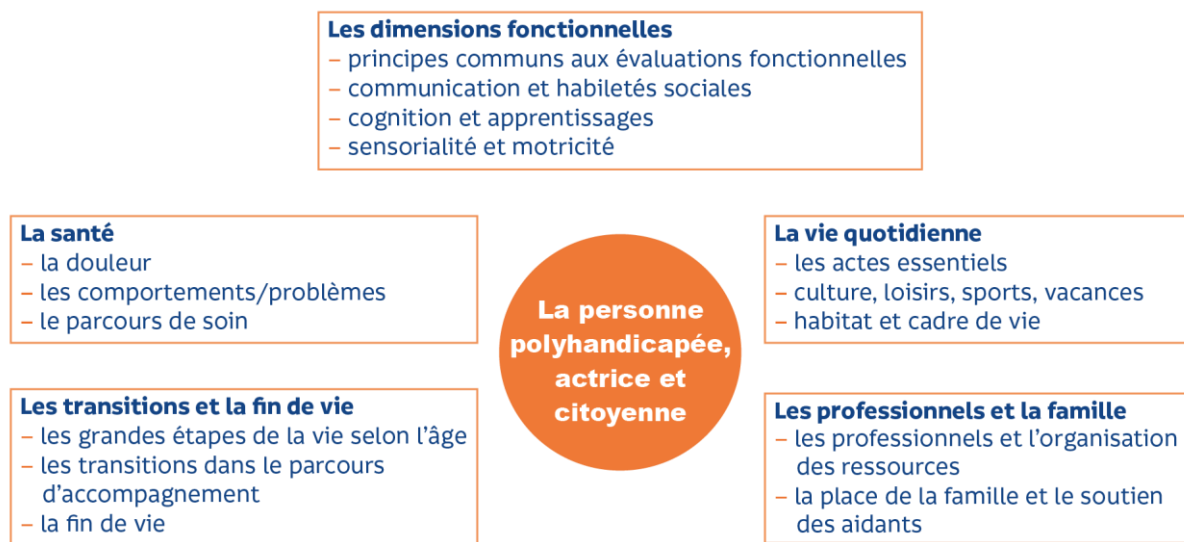 Les dimensions fonctionnelles
– principes communs aux évaluations fonctionnelles
– communication et habiletés sociales
– cognition et apprentissages
– sensorialité et motricité
La santé
– la douleur
– les comportements/problèmes
– le parcours de soin
La personne
polyhandicapée,
actrice et
citoyenne
La vie quotidienne
– les actes essentiels
– culture, loisirs, sports, vacances
– habitat et cadre de vie
Les transitions et la fin de vie
– les grandes étapes de la vie selon l’âge
– les transitions dans le parcours
d’accompagnement
– la fin de vie
Les professionnels et la famille
– les professionnels et l’organisation
des ressources
– la place de la famille et le soutien
des aidants